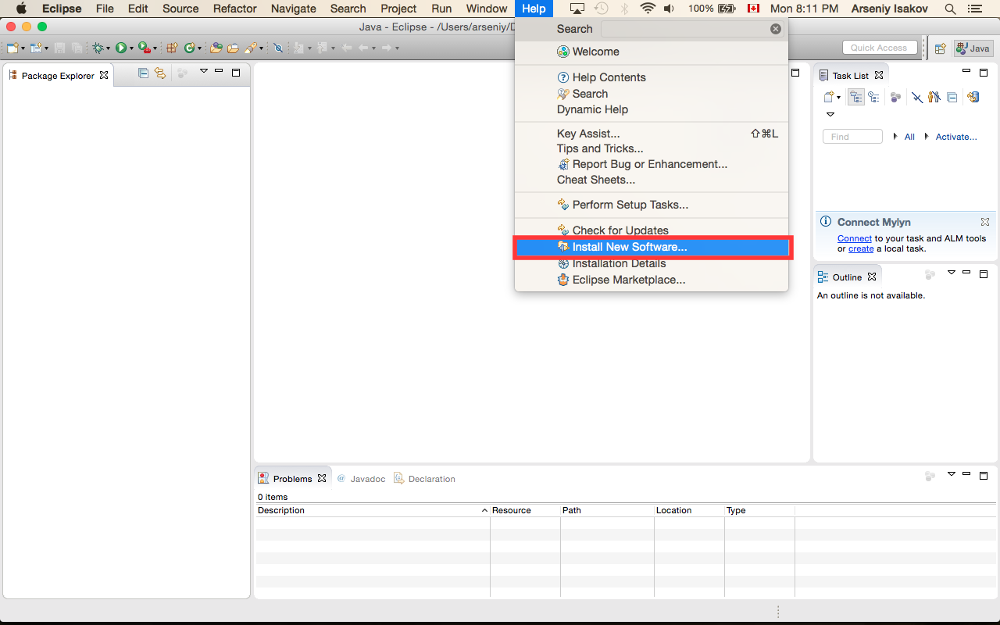 Eclipse File Edit Source Refactor Navigate Search Project Run Window Help 100% Mon 8:11 PM Arseniy Isakov
Java - Eclipse - /Users/arseniy/D
Quick Access
Java
Search
Welcome
Help Contents
Search
Dynamic Help
Key Assist... ⇧⌘L
Tips and Tricks...
Report Bug or Enhancement...
Cheat Sheets...
Perform Setup Tasks...
Check for Updates
Install New Software...
Installation Details
Eclipse Marketplace...
Package Explorer
Task List
Find
All
Activate...
Connect Mylyn
Connect to your task and ALM tools
or create a local task.
Outline
An outline is not available.
Problems
@ Javadoc
Declaration
0 items
Description Resource Path Location Type